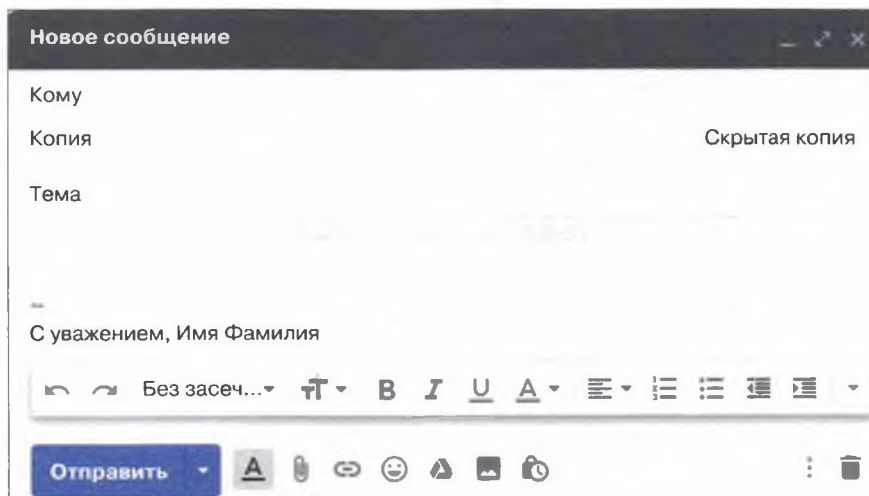 Новое сообщение
Кому
Копия Скрытая копия
Тема
--
С уважением, Имя Фамилия
Без засеч...
Отправить